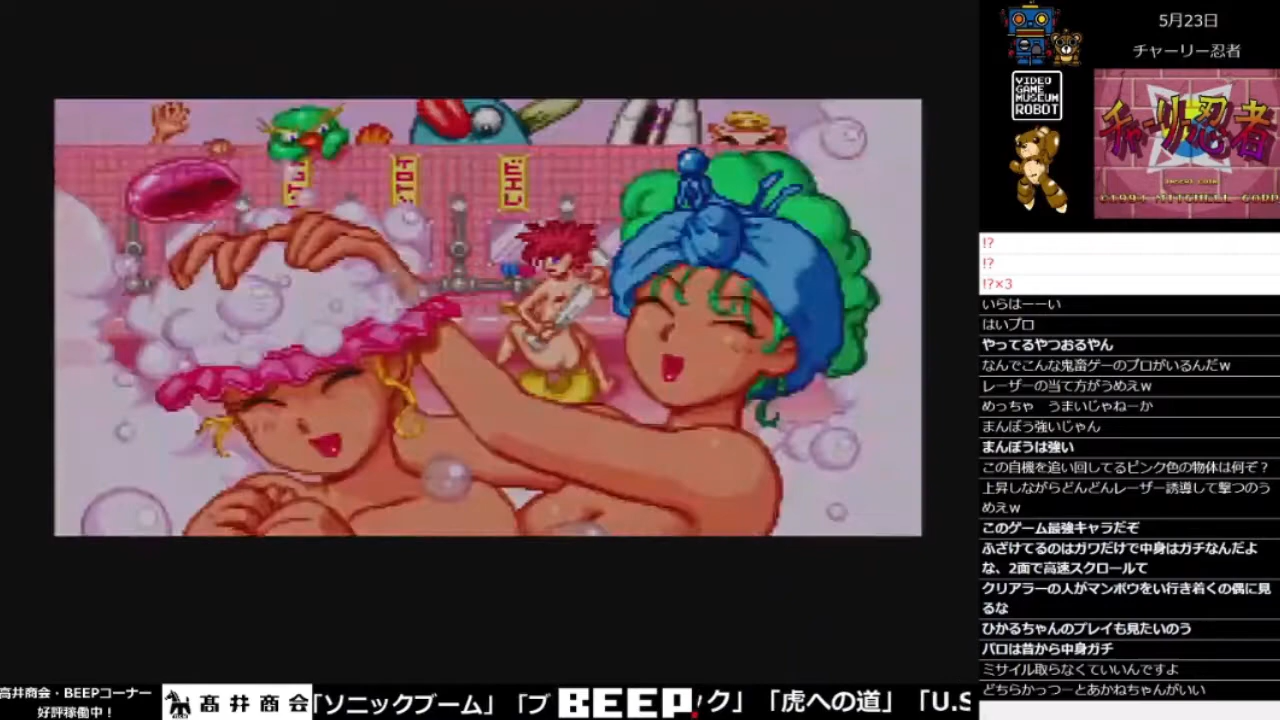 5月23日
チャーリー忍者
VIDEO
GAME
MUSEUM
ROBOT
チャーリー忍者
INSERT COIN
MITCHELL CORP
ケロ
ピエレ
!?
!?
!?×3
いらはーーい
はいプロ
やってるやつおるやん
なんでこんな鬼畜ゲーのプロがいるんだw
レーザーの当て方がうめえw
めっちゃ　うまいじゃねーか
まんぼう強いじゃん
まんぼうは強い
この自機を追い回してるピンク色の物体は何ぞ？
上昇しながらどんどんレーザー誘導して撃つのう
めえw
このゲーム最強キャラだぞ
ふざけてるのはガワだけで中身はガチなんだよ
な、2面で高速スクロールて
クリアラーの人がマンボウをい行き着くの偶に見
るな
ひかるちゃんのプレイも見たいのう
パロは昔から中身ガチ
ミサイル取らなくていいんですよ
どちらかっつーとあかねちゃんがいい
高井商会・BEEPコーナー
好評稼働中！
髙井商会
「ソニックブーム」「ブ
BEEP.
ック」「虎への道」「U.S